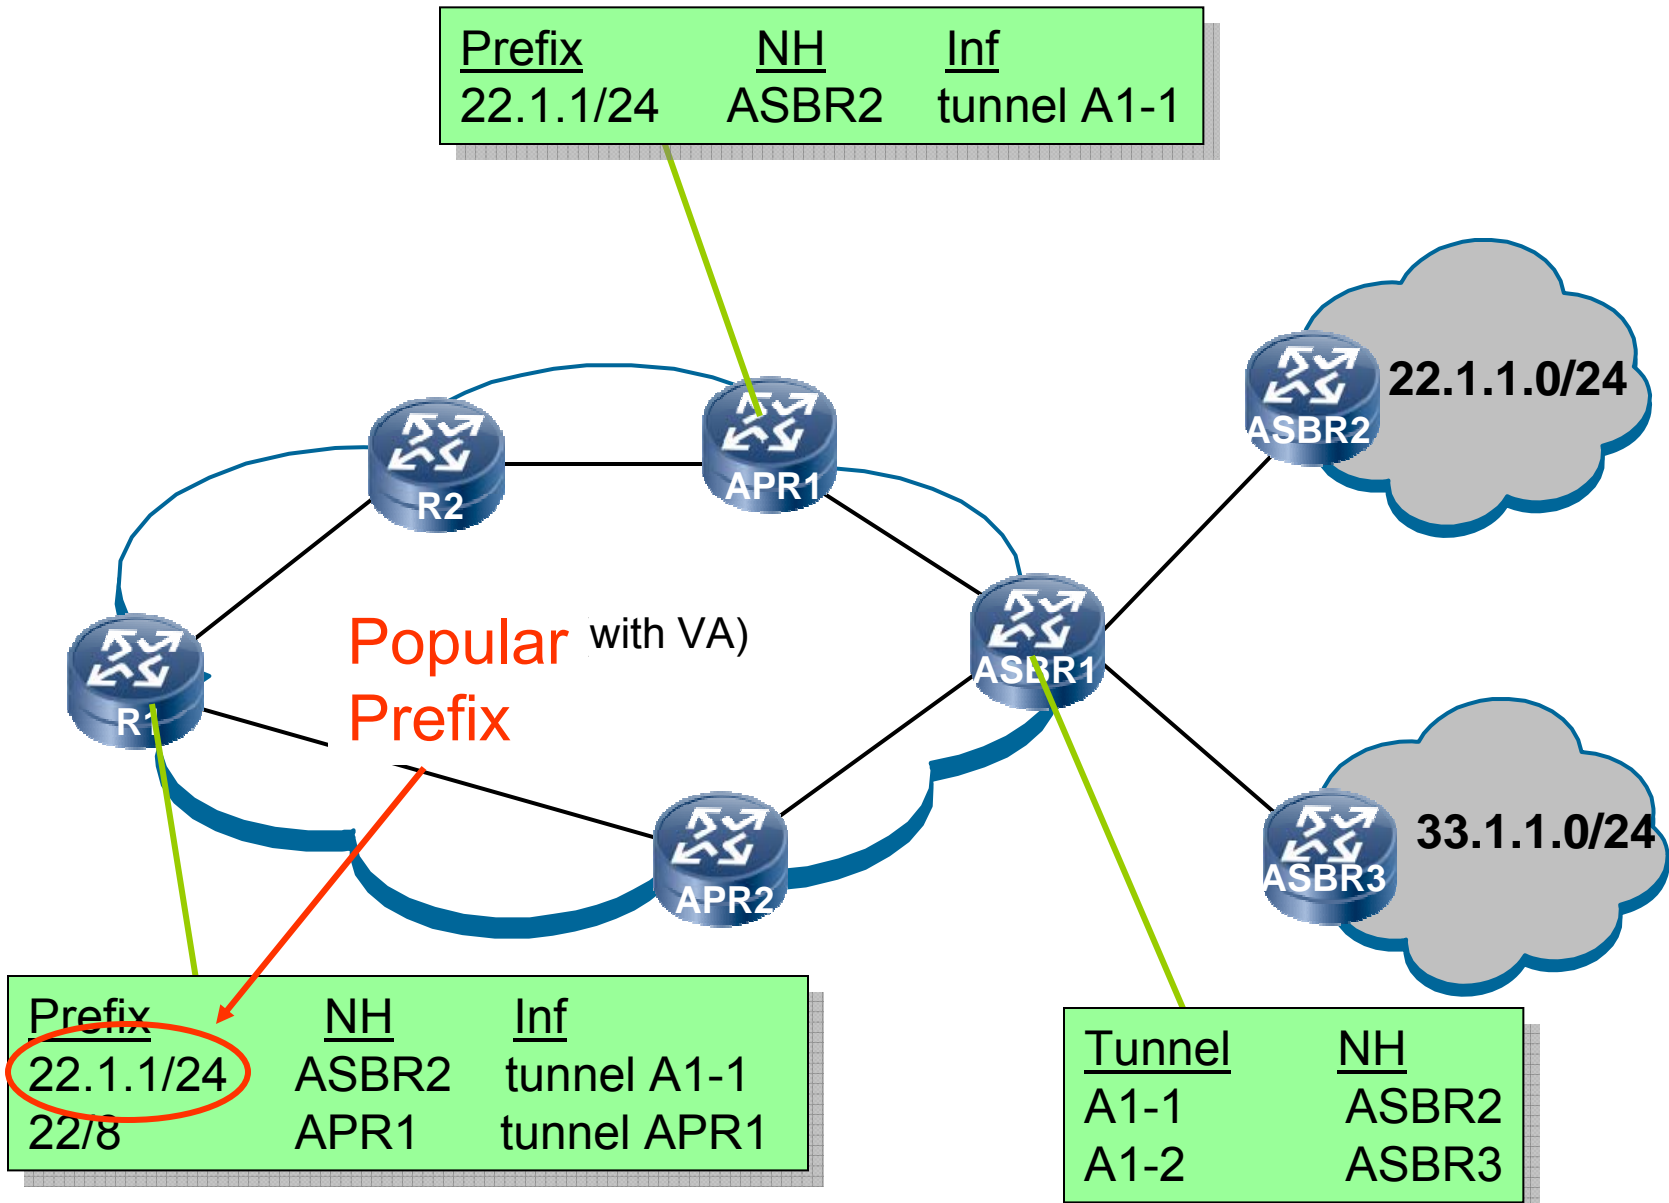 Prefix NH Inf
22.1.1/24 ASBR2 tunnel A1-1
22.1.1.0/24
ASBR2
APR1
R2
Popular with VA)
Prefix
ASBR1
R1
33.1.1.0/24
ASBR3
APR2
Prefix NH Inf
22.1.1/24 ASBR2 tunnel A1-1
22/8 APR1 tunnel APR1
Tunnel NH
A1-1 ASBR2
A1-2 ASBR3